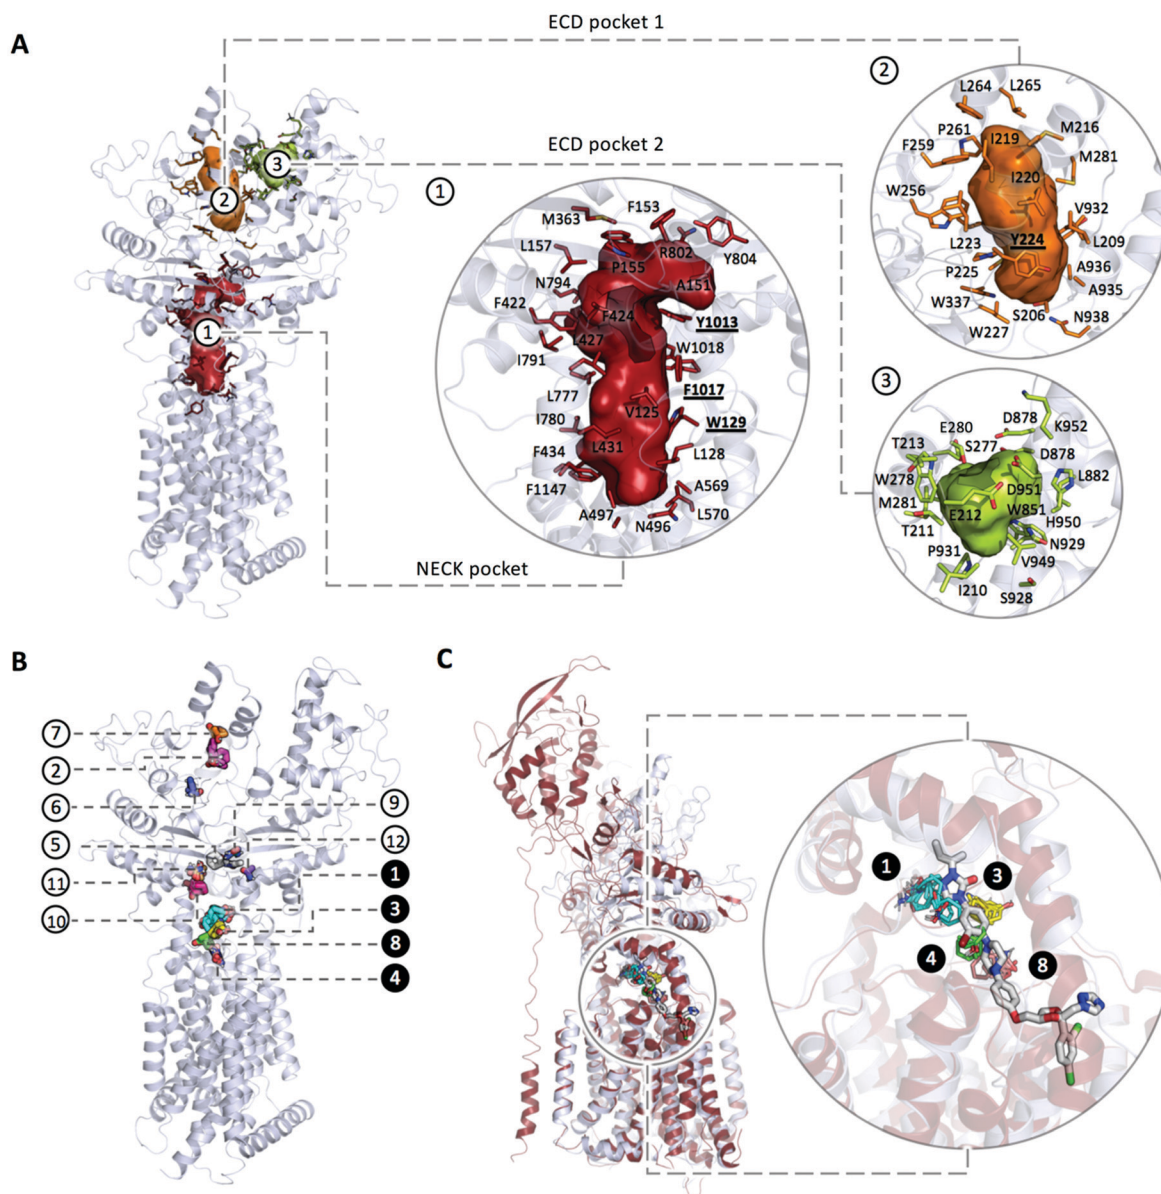 A
ECD pocket 1
ECD pocket 2
NECK pocket
3
2
1
1
M363
F153
L157
P155
R802
Y804
N794
A151
F422
F424
Y1013
L427
I791
W1018
L777
F1017
V125
I780
W129
L431
F434
L128
F1147
A569
A497
N496
L570
2
L264
L265
P261
I219
M216
F259
M281
I220
W256
V932
L223
Y224
L209
P225
A936
A935
W337
S206
N938
W227
3
D878
K952
E280
T213
S277
D878
W278
L882
D951
M281
E212
W851
H950
T211
N929
P931
V949
I210
S928
B
7
2
6
9
5
12
11
1
3
10
8
4
C
1
3
4
8